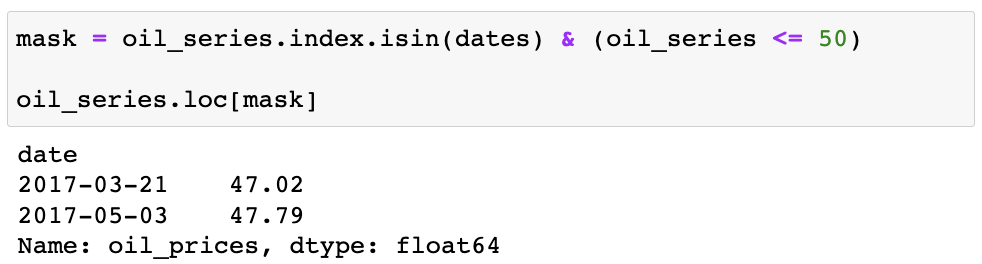 mask = oil_series.index.isin(dates) & (oil_series <= 50)
oil_series.loc[mask]
date
2017-03-21    47.02
2017-05-03    47.79
Name: oil_prices, dtype: float64